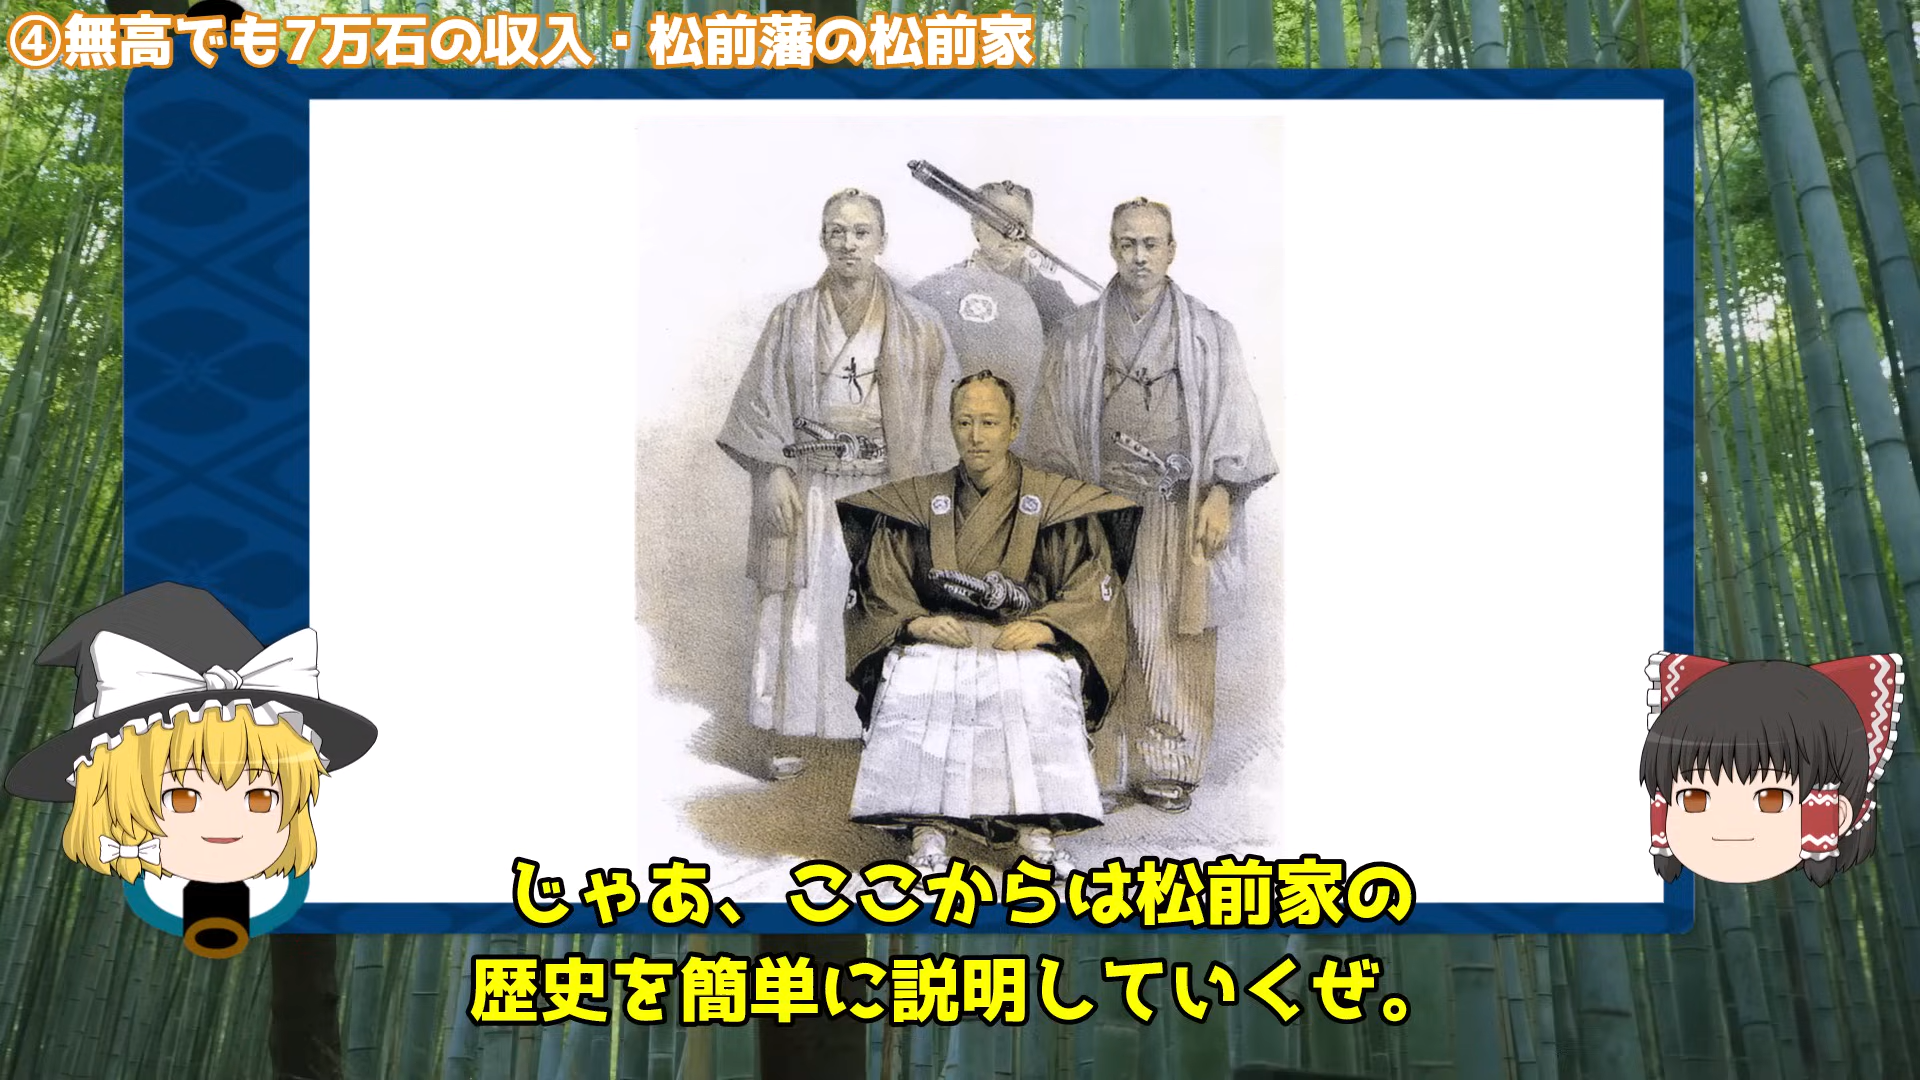 ④無高でも7万石の収入・松前藩の松前家
じゃあ、ここからは松前家の
歴史を簡単に説明していくぜ。